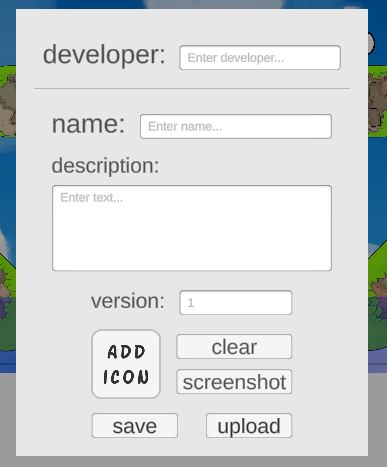 developer: Enter developer...
name: Enter name...
description:
Enter text...
version: 1
ADD
ICON
clear
screenshot
save upload